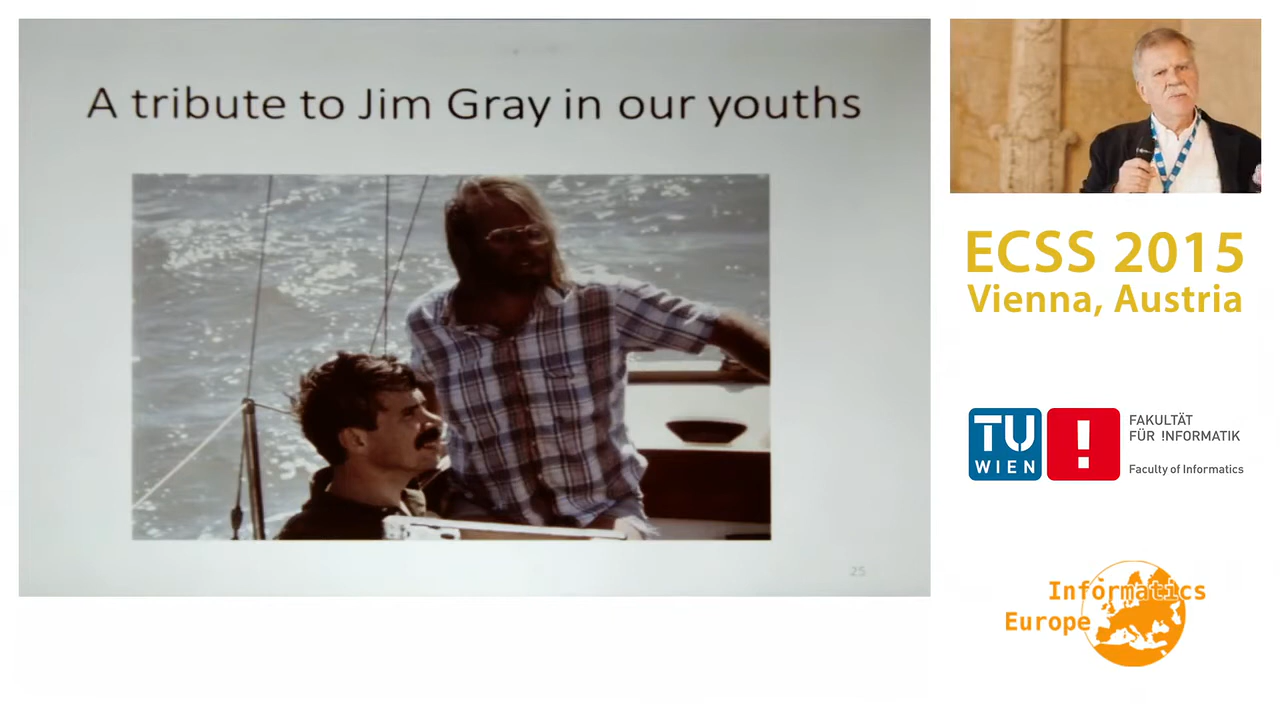 A tribute to Jim Gray in our youths
25
ECSS 2015
Vienna, Austria
TU
WIEN
!
FAKULTÄT
FÜR !NFORMATIK
Faculty of Informatics
Informatics
Europe